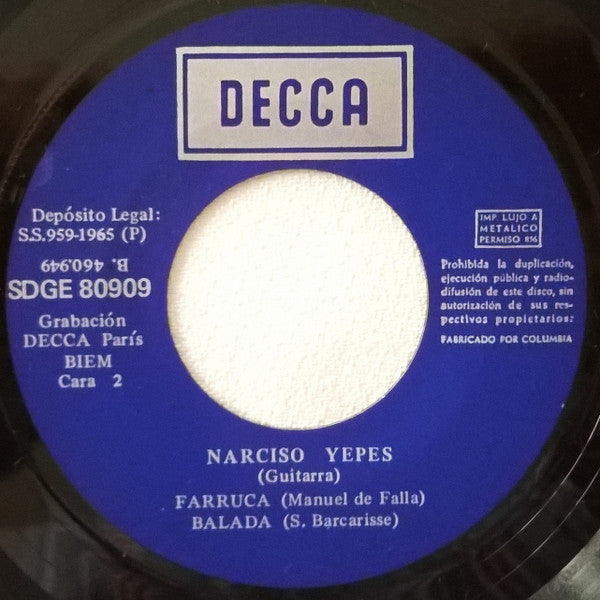 DECCA
Depósito Legal:
S.S.959-1965 (P)
B. 460.949
SDGE 80909
Grabación
DECCA París
BIEM
Cara 2
IMP. LUJO A
METALICO
PERMISO 856
Prohibida la duplicación,
ejecución pública y radio-
difusión de este disco, sin
autorización de sus res-
pectivos propietarios:
FABRICADO POR COLUMBIA
NARCISO YEPES
(Guitarra)
FARRUCA (Manuel de Falla)
BALADA (S. Barcarisse)